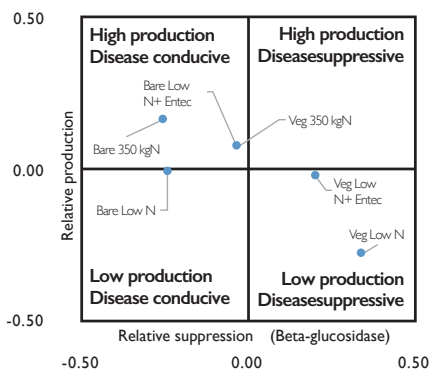 0.50
High production
Disease conducive
High production
Diseasesuppressive
Bare Low
N+ Entec
Veg 350 kgN
Bare 350 kgN
0.00
Relative production
Veg Low
N+ Entec
Bare Low N
Veg Low N
Low production
Disease conducive
Low production
Diseasesuppressive
-0.50
Relative suppression (Beta-glucosidase)
-0.50
0.00
0.50